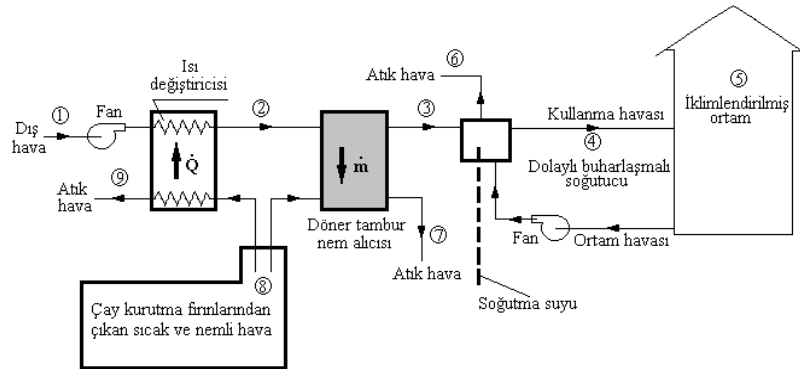 ⑥
Atık hava
⑤
İklimlendirilmiş
ortam
Isı
değiştiricisi
①
Fan
②
③
Kullanma havası
④
Dış
hava
Dolaylı buharlaşmalı
soğutucu
Q̇
ṁ
⑨
Atık
hava
Döner tambur
nem alıcısı
⑦
Fan
Ortam havası
Atık hava
⑧
Soğutma suyu
Çay kurutma fırınlarından
çıkan sıcak ve nemli hava